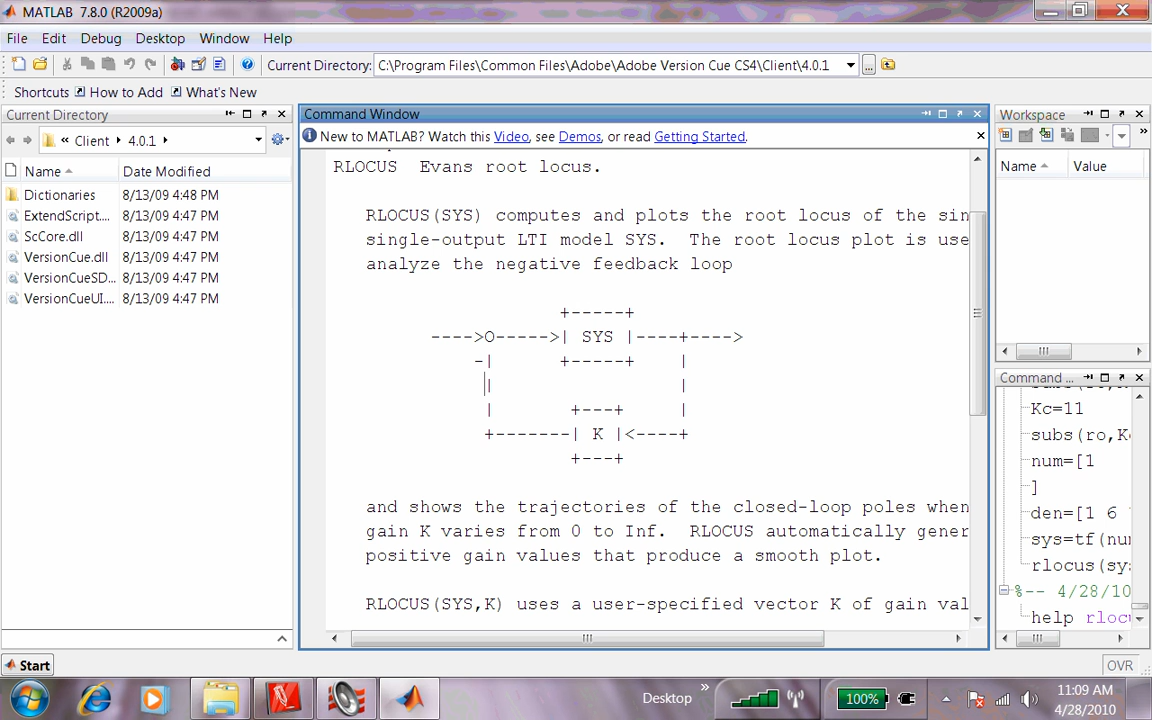 MATLAB 7.8.0 (R2009a)
File Edit Debug Desktop Window Help
Current Directory: C:\Program Files\Common Files\Adobe\Adobe Version Cue CS4\Client\4.0.1 ...
Shortcuts How to Add What's New
Current Directory
« Client 4.0.1
Name Date Modified
Dictionaries 8/13/09 4:48 PM
ExtendScript.... 8/13/09 4:47 PM
ScCore.dll 8/13/09 4:47 PM
VersionCue.dll 8/13/09 4:47 PM
VersionCueSD... 8/13/09 4:47 PM
VersionCueUI.... 8/13/09 4:47 PM
Command Window
New to MATLAB? Watch this Video, see Demos, or read Getting Started.
RLOCUS Evans root locus.
RLOCUS(SYS) computes and plots the root locus of the sin
single-output LTI model SYS. The root locus plot is use
analyze the negative feedback loop
+-----+
---->O----->| SYS |----+---->
-| +-----+ |
| |
| +---+ |
+-------| K |<----+
+---+
and shows the trajectories of the closed-loop poles when
gain K varies from 0 to Inf. RLOCUS automatically gener
positive gain values that produce a smooth plot.
RLOCUS(SYS,K) uses a user-specified vector K of gain val
Workspace
Name Value
Command ...
Kc=11
subs(ro,Kc
num=[1
]
den=[1 6
sys=tf(num
rlocus(sys
%-- 4/28/10
help rlocu
Start
OVR
Desktop »
100%
11:09 AM
4/28/2010